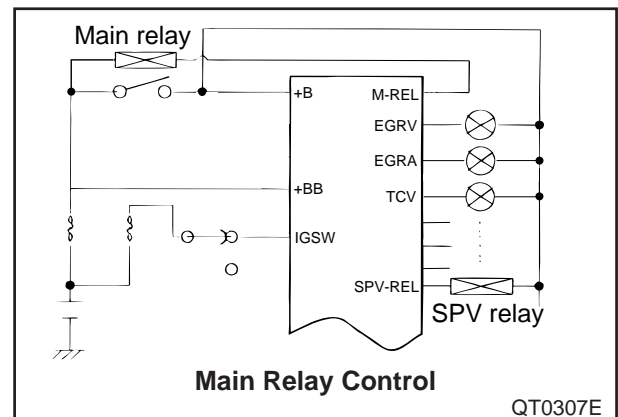 Main relay
+B
M-REL
EGRV
EGRA
TCV
+BB
IGSW
SPV-REL
SPV relay
Main Relay Control
QT0307E